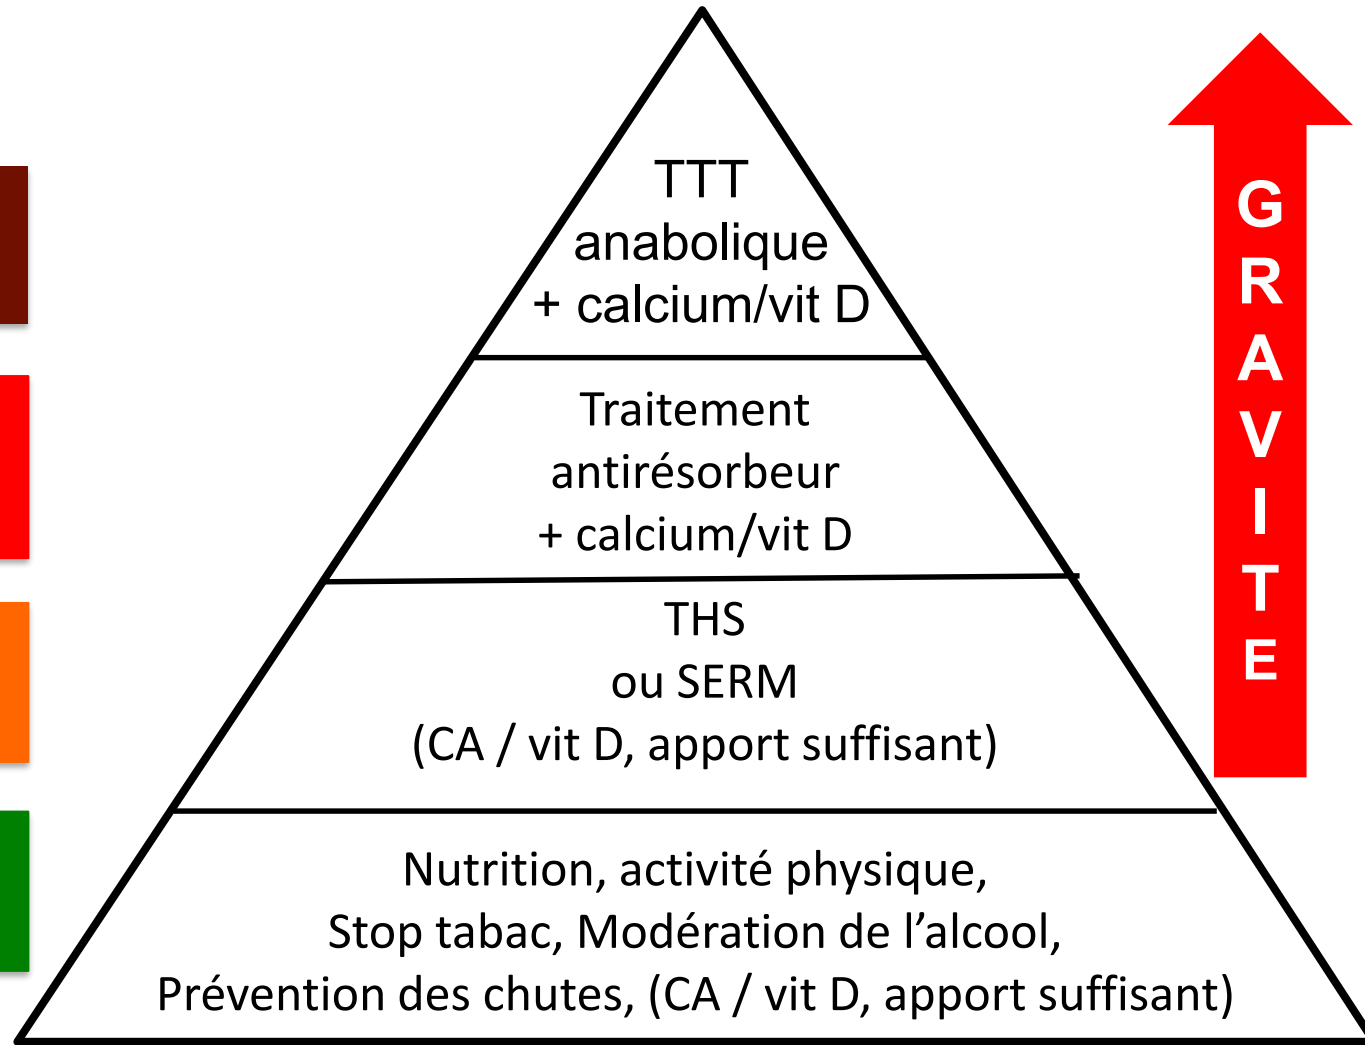 TTT
anabolique
+ calcium/vit D
Traitement
antirésorbeur
+ calcium/vit D
THS
ou SERM
(CA / vit D, apport suffisant)
Nutrition, activité physique,
Stop tabac, Modération de l’alcool,
Prévention des chutes, (CA / vit D, apport suffisant)
G
R
A
V
I
T
E